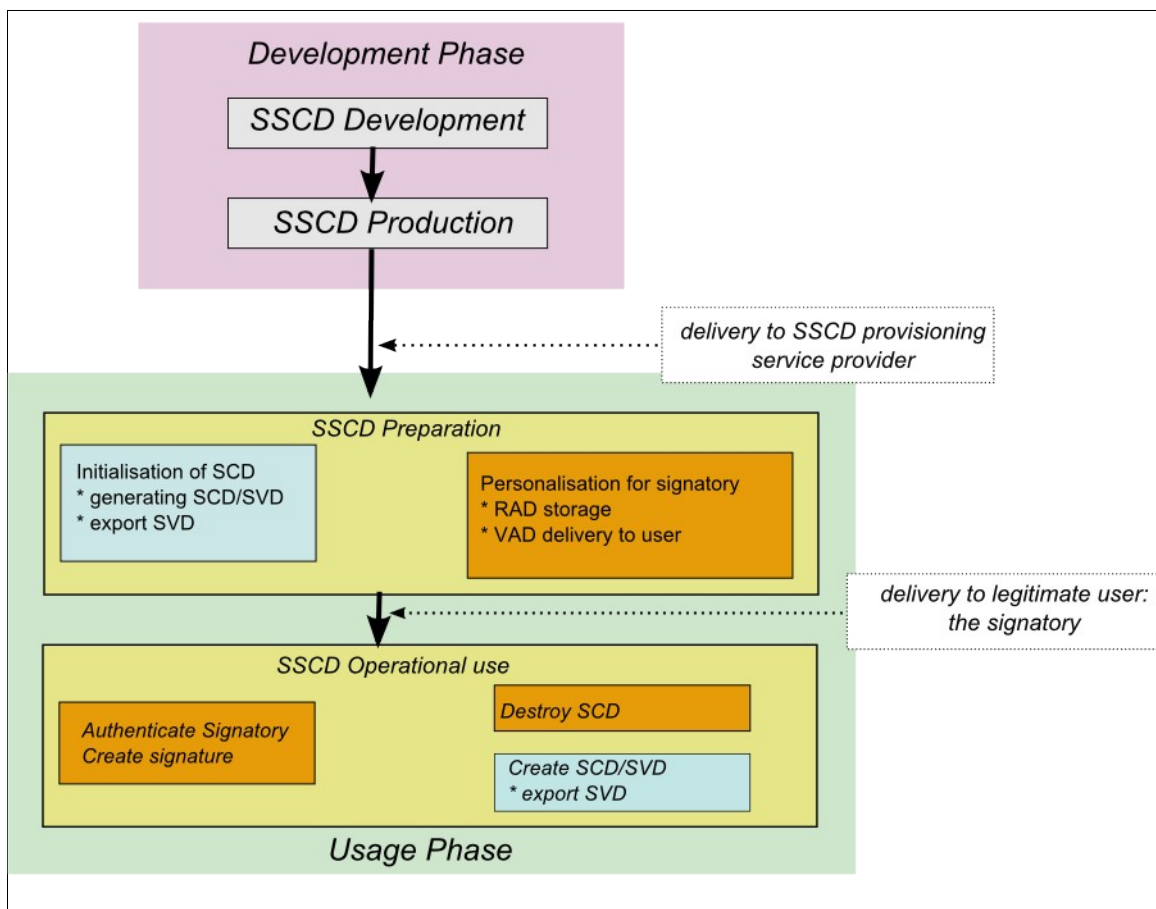 Development Phase
SSCD Development
SSCD Production
delivery to SSCD provisioning
service provider
SSCD Preparation
Initialisation of SCD
* generating SCD/SVD
* export SVD
Personalisation for signatory
* RAD storage
* VAD delivery to user
delivery to legitimate user:
the signatory
SSCD Operational use
Authenticate Signatory
Create signature
Destroy SCD
Create SCD/SVD
* export SVD
Usage Phase